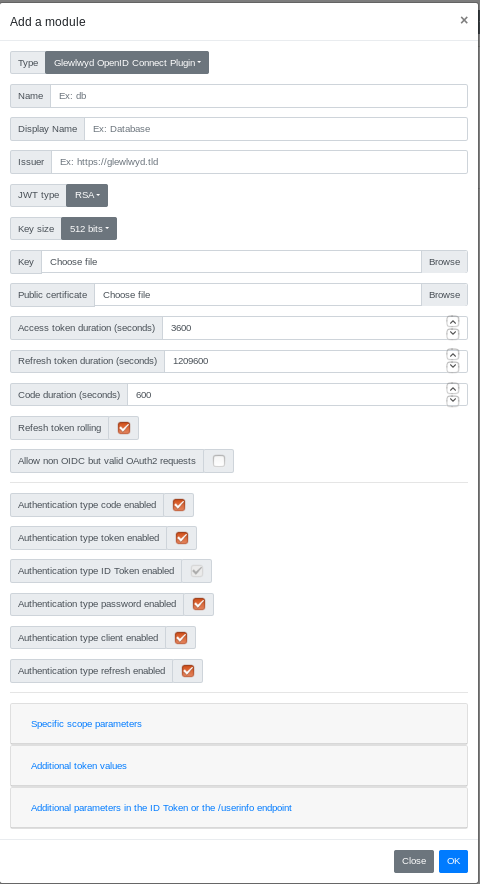 Add a module ×
Type Glewlwyd OpenID Connect Plugin
Name Ex: db
Display Name Ex: Database
Issuer Ex: https://glewlwyd.tld
JWT type RSA
Key size 512 bits
Key Choose file Browse
Public certificate Choose file Browse
Access token duration (seconds) 3600
Refresh token duration (seconds) 1209600
Code duration (seconds) 600
Refesh token rolling
Allow non OIDC but valid OAuth2 requests
Authentication type code enabled
Authentication type token enabled
Authentication type ID Token enabled
Authentication type password enabled
Authentication type client enabled
Authentication type refresh enabled
Specific scope parameters
Additional token values
Additional parameters in the ID Token or the /userinfo endpoint
Close OK